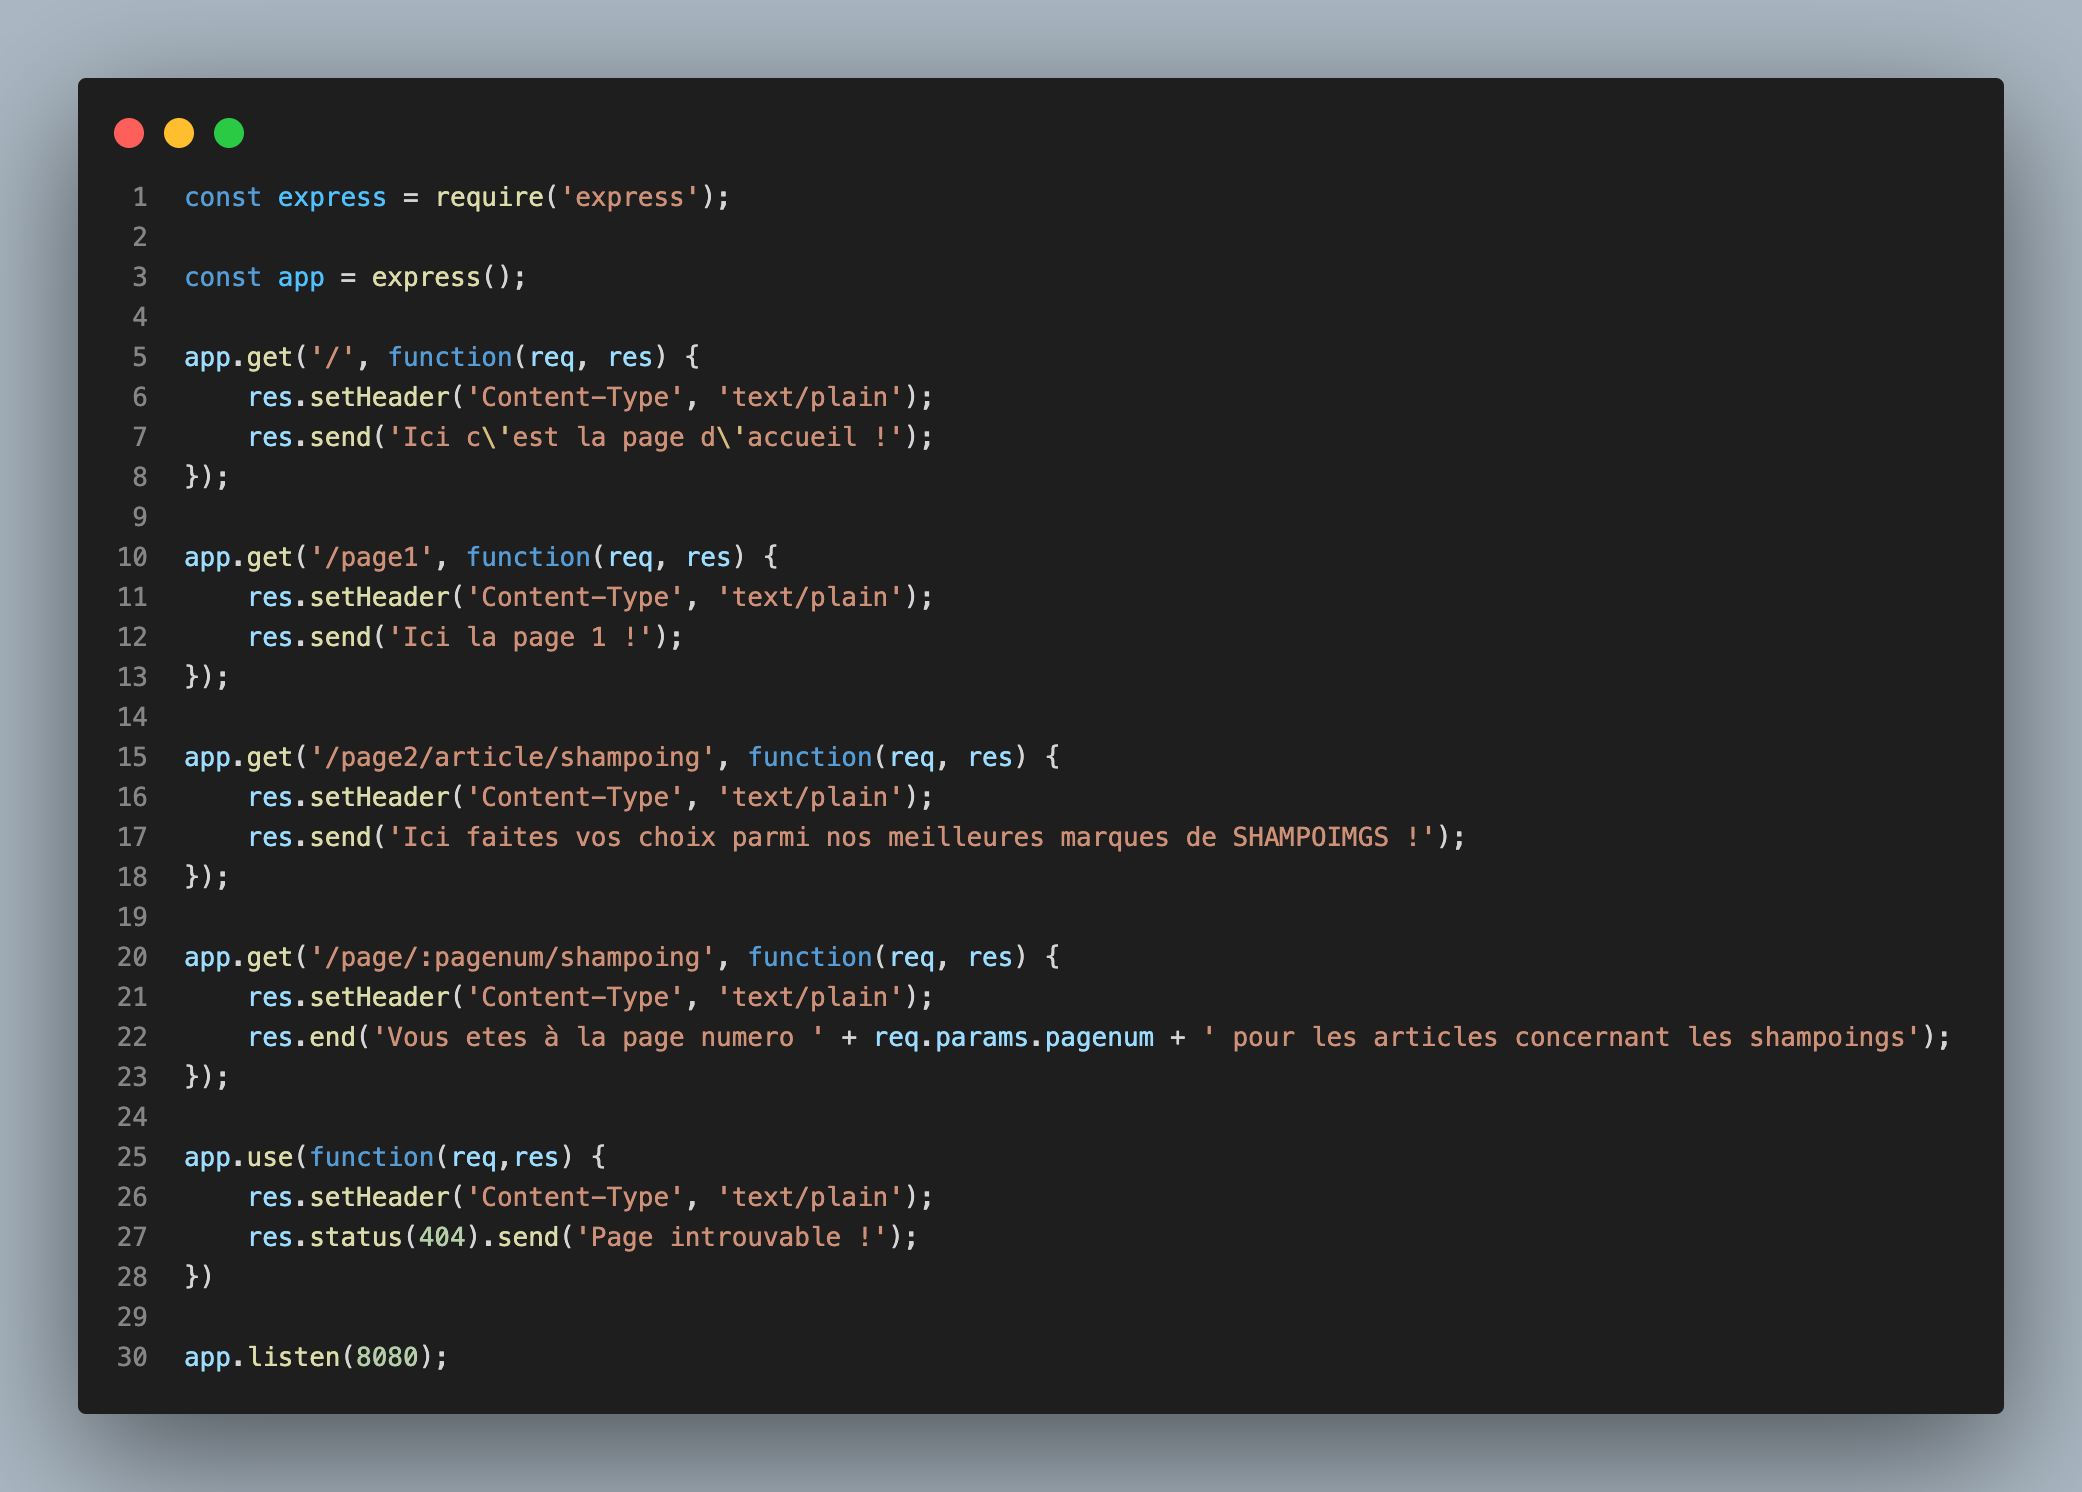 1 const express = require('express');
2
3 const app = express();
4
5 app.get('/', function(req, res) {
6     res.setHeader('Content-Type', 'text/plain');
7     res.send('Ici c\'est la page d\'accueil !');
8 });
9
10 app.get('/page1', function(req, res) {
11     res.setHeader('Content-Type', 'text/plain');
12     res.send('Ici la page 1 !');
13 });
14
15 app.get('/page2/article/shampoing', function(req, res) {
16     res.setHeader('Content-Type', 'text/plain');
17     res.send('Ici faites vos choix parmi nos meilleures marques de SHAMPOIMGS !');
18 });
19
20 app.get('/page/:pagenum/shampoing', function(req, res) {
21     res.setHeader('Content-Type', 'text/plain');
22     res.end('Vous etes à la page numero ' + req.params.pagenum + ' pour les articles concernant les shampoings');
23 });
24
25 app.use(function(req,res) {
26     res.setHeader('Content-Type', 'text/plain');
27     res.status(404).send('Page introuvable !');
28 })
29
30 app.listen(8080);